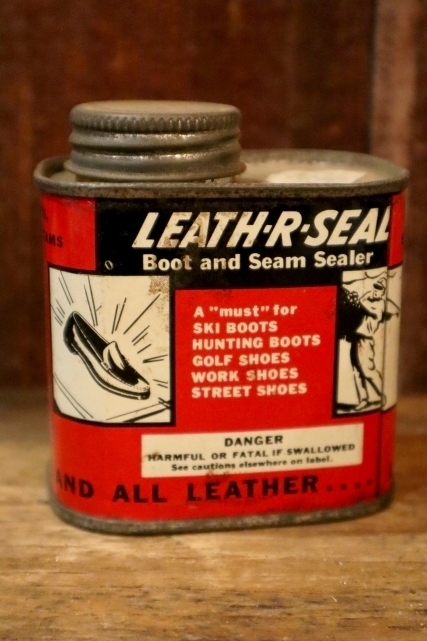 LEATH·R·SEAL
Boot and Seam Sealer
A "must" for
SKI BOOTS
HUNTING BOOTS
GOLF SHOES
WORK SHOES
STREET SHOES
DANGER
HARMFUL OR FATAL IF SWALLOWED
See cautions elsewhere on label.
AND ALL LEATHER....